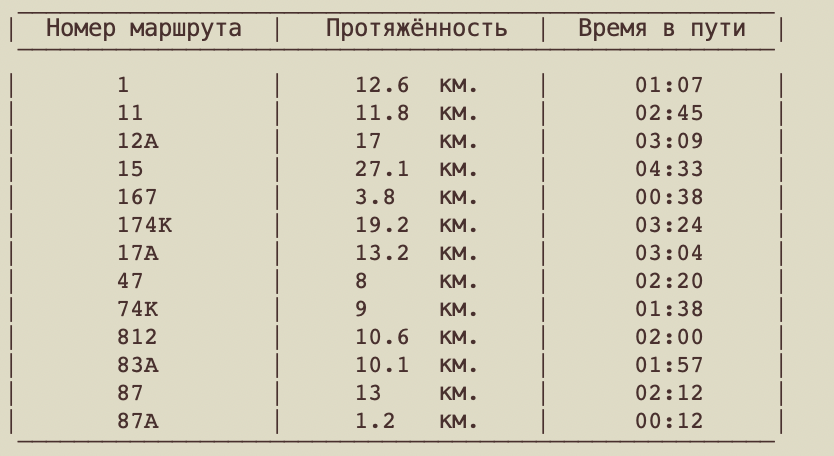 Номер маршрута | Протяжённость | Время в пути
1 | 12.6 км. | 01:07
11 | 11.8 км. | 02:45
12А | 17 км. | 03:09
15 | 27.1 км. | 04:33
167 | 3.8 км. | 00:38
174К | 19.2 км. | 03:24
17А | 13.2 км. | 03:04
47 | 8 км. | 02:20
74К | 9 км. | 01:38
812 | 10.6 км. | 02:00
83А | 10.1 км. | 01:57
87 | 13 км. | 02:12
87А | 1.2 км. | 00:12